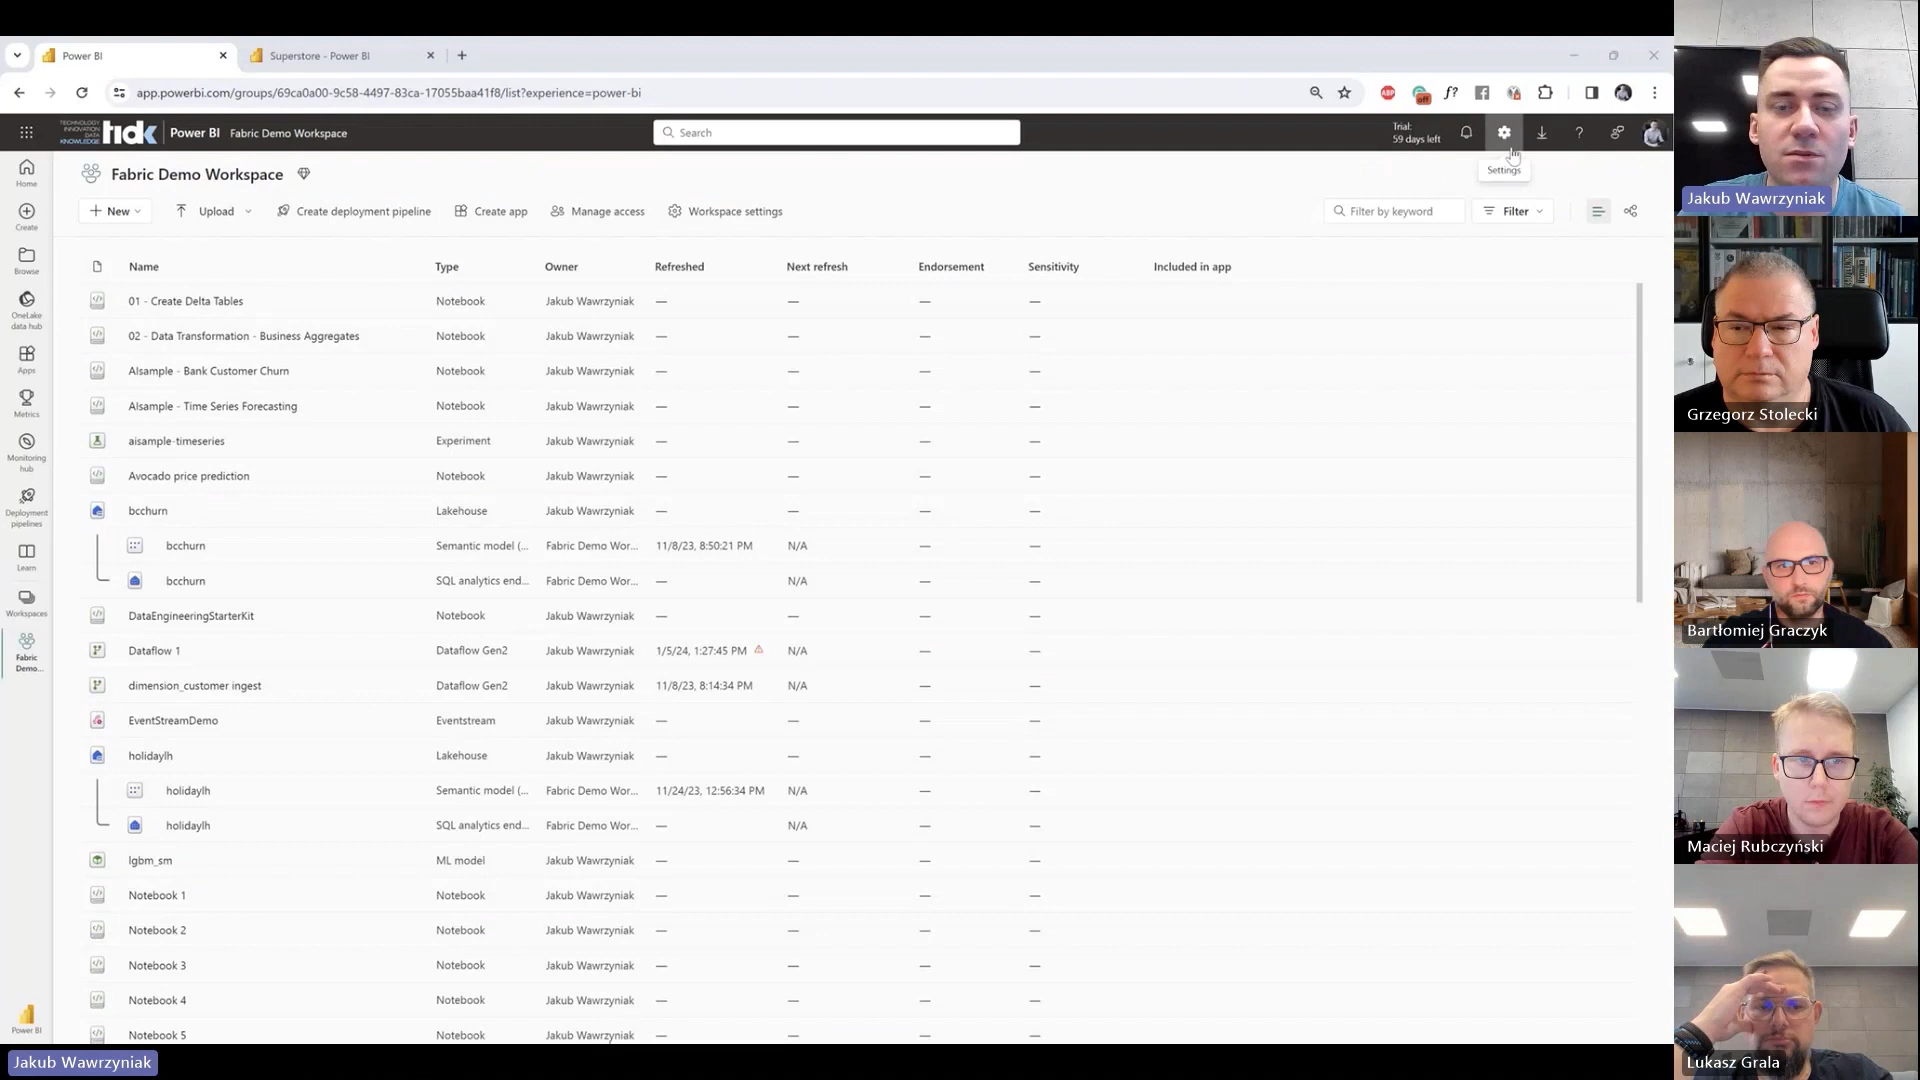 Power BI
Superstore - Power BI
app.powerbi.com/groups/69ca0a00-9c58-4497-83ca-17055baa41f8/list?experience=power-bi
ABP
off
f?
TECHNOLOGY
INNOVATION
DATA
KNOWLEDGE
tidk
Power BI
Fabric Demo Workspace
Search
Trial:
59 days left
Settings
Home
Create
Browse
OneLake
data hub
Apps
Metrics
Monitoring
hub
Deployment
pipelines
Learn
Workspaces
Fabric
Demo...
Power BI
Fabric Demo Workspace
New
Upload
Create deployment pipeline
Create app
Manage access
Workspace settings
Filter by keyword
Filter
Name Type Owner Refreshed Next refresh Endorsement Sensitivity Included in app
01 - Create Delta Tables Notebook Jakub Wawrzyniak — — — —
02 - Data Transformation - Business Aggregates Notebook Jakub Wawrzyniak — — — —
AIsample - Bank Customer Churn Notebook Jakub Wawrzyniak — — — —
AIsample - Time Series Forecasting Notebook Jakub Wawrzyniak — — — —
aisample-timeseries Experiment Jakub Wawrzyniak — — — —
Avocado price prediction Notebook Jakub Wawrzyniak — — — —
bcchurn Lakehouse Jakub Wawrzyniak — — — —
bcchurn Semantic model (... Fabric Demo Wor... 11/8/23, 8:50:21 PM N/A — —
bcchurn SQL analytics end... Fabric Demo Wor... — N/A — —
DataEngineeringStarterKit Notebook Jakub Wawrzyniak — — — —
Dataflow 1 Dataflow Gen2 Jakub Wawrzyniak 1/5/24, 1:27:45 PM N/A — —
dimension_customer ingest Dataflow Gen2 Jakub Wawrzyniak 11/8/23, 8:14:34 PM N/A — —
EventStreamDemo Eventstream Jakub Wawrzyniak — — — —
holidaylh Lakehouse Jakub Wawrzyniak — — — —
holidaylh Semantic model (... Fabric Demo Wor... 11/24/23, 12:56:34 PM N/A — —
holidaylh SQL analytics end... Fabric Demo Wor... — N/A — —
lgbm_sm ML model Jakub Wawrzyniak — — — —
Notebook 1 Notebook Jakub Wawrzyniak — — — —
Notebook 2 Notebook Jakub Wawrzyniak — — — —
Notebook 3 Notebook Jakub Wawrzyniak — — — —
Notebook 4 Notebook Jakub Wawrzyniak — — — —
Notebook 5 Notebook Jakub Wawrzyniak — — — —
Jakub Wawrzyniak
Jakub Wawrzyniak
Grzegorz Stolecki
Bartłomiej Graczyk
Maciej Rubczyński
Lukasz Grala